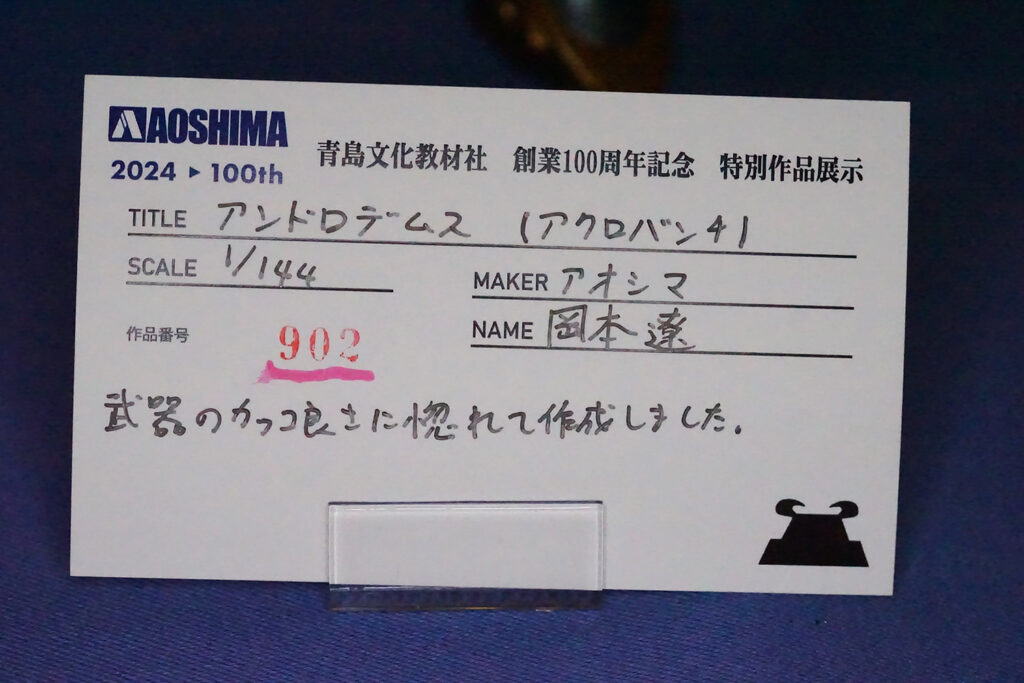 AOSHIMA
2024 ▶ 100th
青島文化教材社 創業100周年記念 特別作品展示
TITLE アンドロデームス (アクロバンチ)
SCALE 1/144
MAKER アオシマ
作品番号 902
NAME 岡本 遼
武器のカッコ良さに惚れて作成しました。